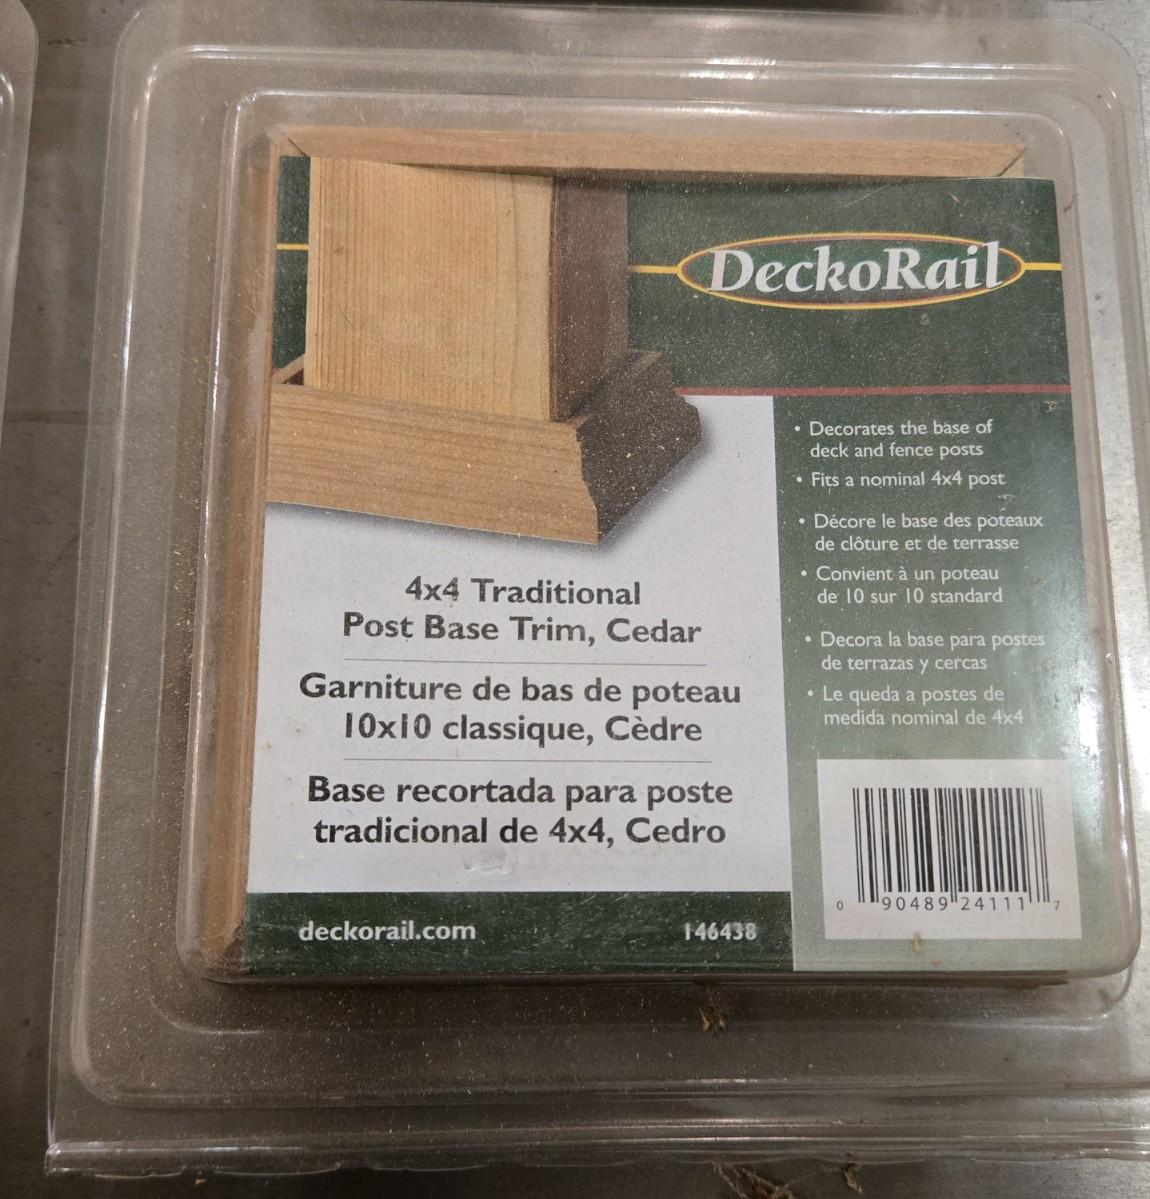 DeckoRail
• Decorates the base of
deck and fence posts
• Fits a nominal 4x4 post
• Décore le base des poteaux
de clôture et de terrasse
• Convient à un poteau
de 10 sur 10 standard
• Decora la base para postes
de terrazas y cercas
• Le queda a postes de
medida nominal de 4x4
4x4 Traditional
Post Base Trim, Cedar
Garniture de bas de poteau
10x10 classique, Cèdre
Base recortada para poste
tradicional de 4x4, Cedro
deckorail.com 146438
0 90489 24111 7